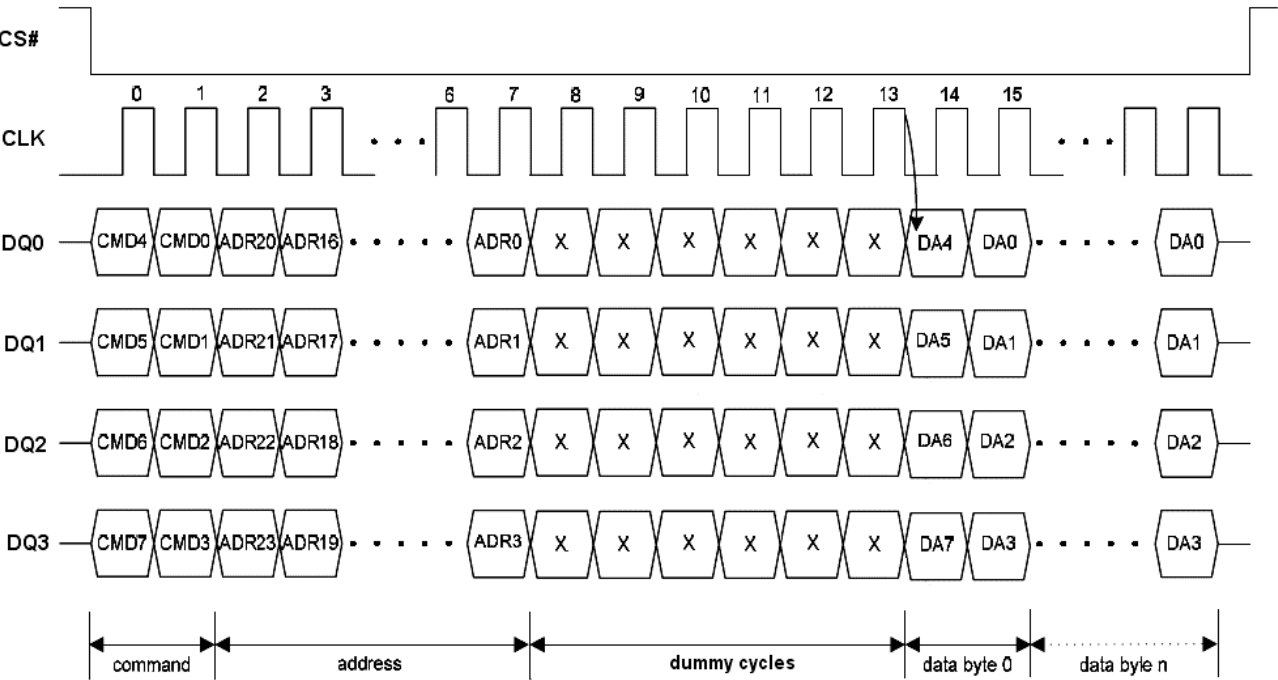 CS#
0 1 2 3 6 7 8 9 10 11 12 13 14 15
CLK
DQ0 CMD4 CMD0 ADR20 ADR16 ADR0 X X X X X X DA4 DA0 DA0
DQ1 CMD5 CMD1 ADR21 ADR17 ADR1 X X X X X X DA5 DA1 DA1
DQ2 CMD6 CMD2 ADR22 ADR18 ADR2 X X X X X X DA6 DA2 DA2
DQ3 CMD7 CMD3 ADR23 ADR19 ADR3 X X X X X X DA7 DA3 DA3
command address dummy cycles data byte 0 data byle n